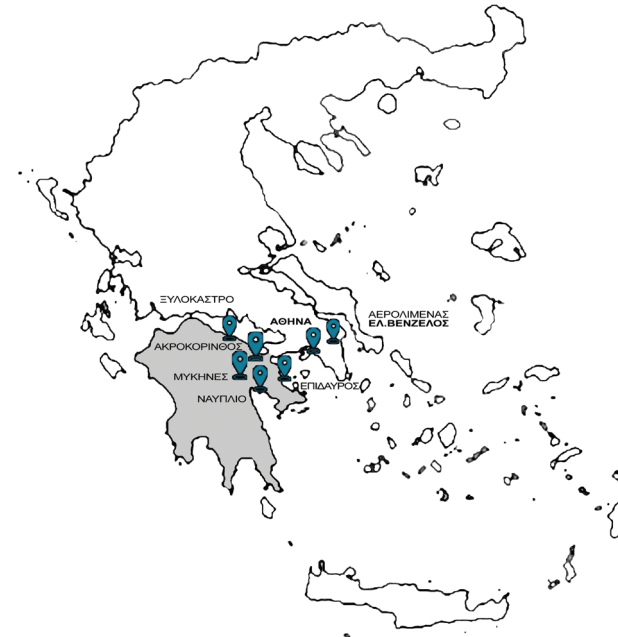 ΞΥΛΟΚΑΣΤΡΟ
ΑΘΗΝΑ
ΑΕΡΟΛΙΜΕΝΑΣ
ΕΛ.ΒΕΝΖΕΛΟΣ
ΑΚΡΟΚΟΡΙΝΘΟΣ
ΜΥΚΗΝΕΣ
ΕΠΙΔΑΥΡΟΣ
ΝΑΥΠΛΙΟ